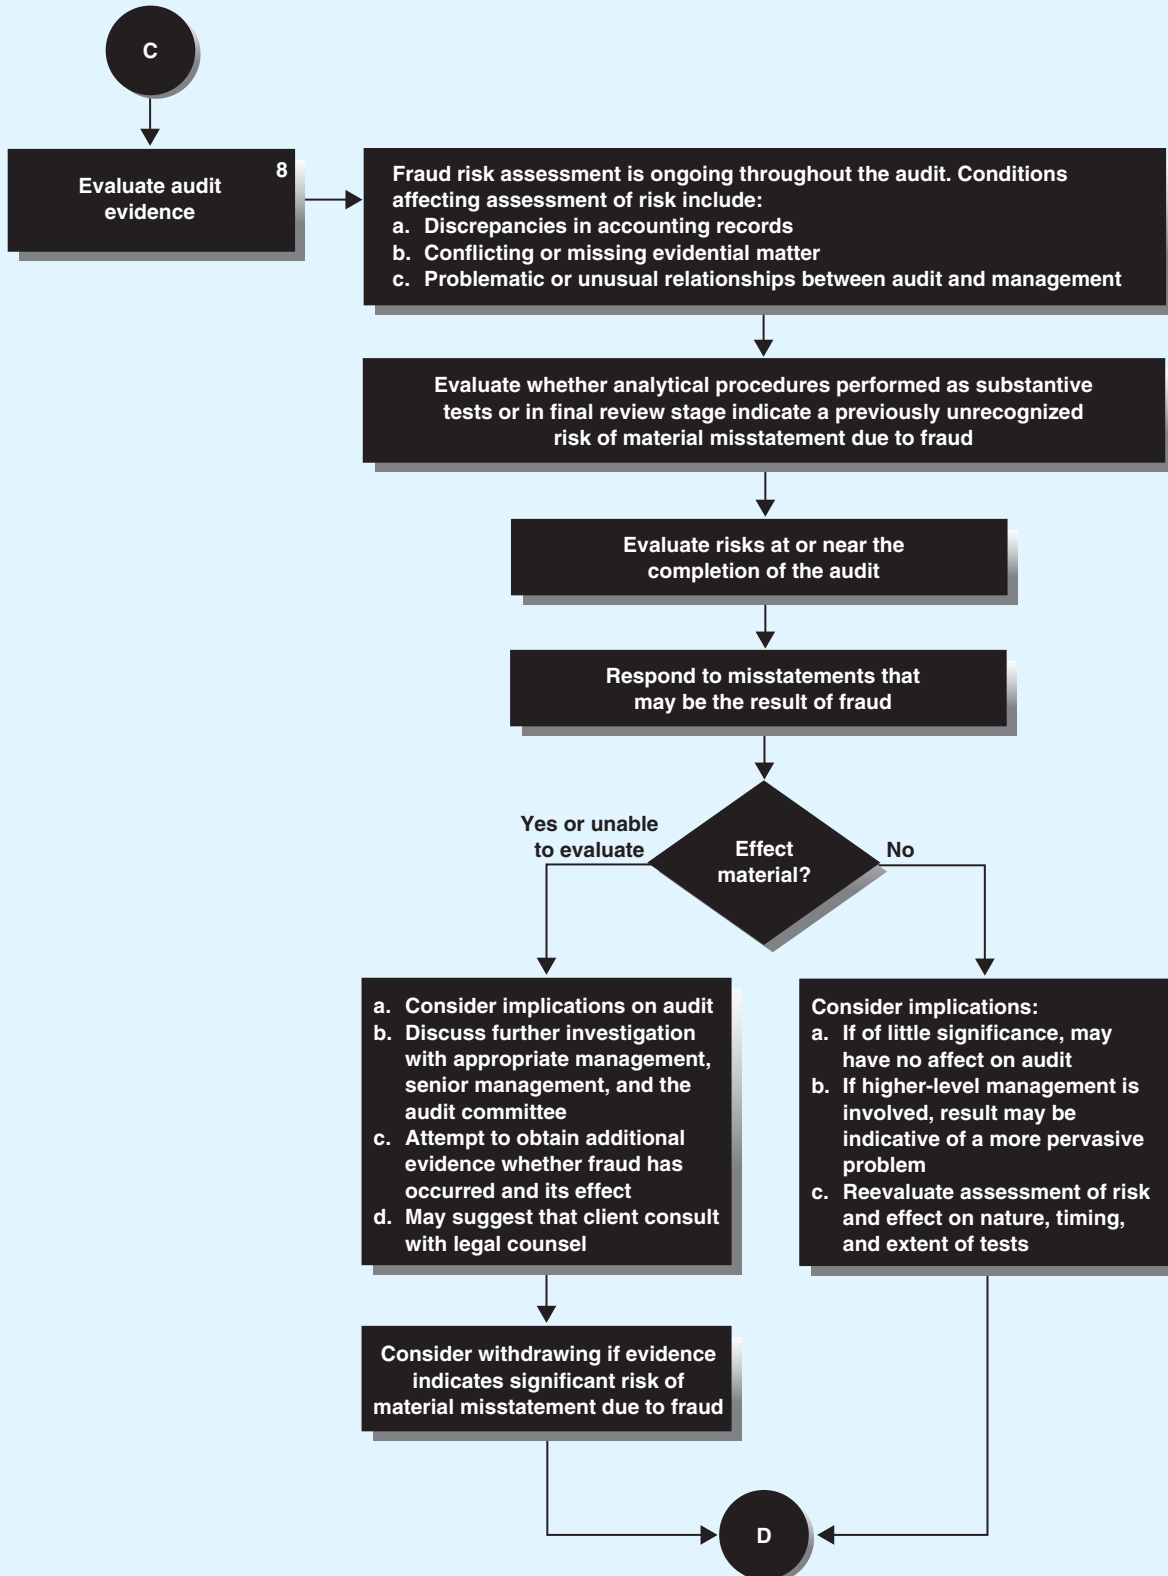 C
8
Evaluate audit
evidence
Fraud risk assessment is ongoing throughout the audit. Conditions
affecting assessment of risk include:
a. Discrepancies in accounting records
b. Conflicting or missing evidential matter
c. Problematic or unusual relationships between audit and management
Evaluate whether analytical procedures performed as substantive
tests or in final review stage indicate a previously unrecognized
risk of material misstatement due to fraud
Evaluate risks at or near the
completion of the audit
Respond to misstatements that
may be the result of fraud
Yes or unable
to evaluate
Effect
material?
No
a. Consider implications on audit
b. Discuss further investigation
with appropriate management,
senior management, and the
audit committee
c. Attempt to obtain additional
evidence whether fraud has
occurred and its effect
d. May suggest that client consult
with legal counsel
Consider implications:
a. If of little significance, may
have no affect on audit
b. If higher-level management is
involved, result may be
indicative of a more pervasive
problem
c. Reevaluate assessment of risk
and effect on nature, timing,
and extent of tests
Consider withdrawing if evidence
indicates significant risk of
material misstatement due to fraud
D